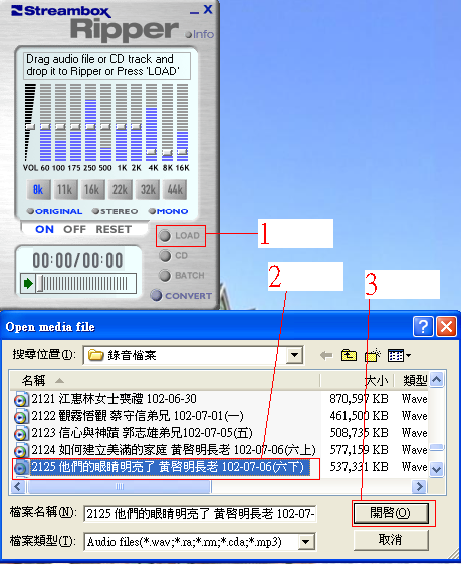 Streambox
Ripper
Info
Drag audio file or CD track and
drop it to Ripper or Press 'LOAD'
VOL 60 100 175 250 500 1K 2K 4K 8K 16K
8k 11k 16k 22k 32k 44k
ORIGINAL STEREO MONO
ON OFF RESET
LOAD
1
00:00/00:00
CD
BATCH
CONVERT
2
3
Open media file
搜尋位置(I): 錄音檔案
名稱 大小 類型
2121 江惠林女士喪禮 102-06-30 870,597 KB Wave
2122 觀霧悟觀 蔡守信弟兄 102-07-01(一) 461,500 KB Wave
2123 信心與神蹟 郭志雄弟兄102-07-05(五) 508,735 KB Wave
2124 如何建立美滿的家庭 黃啓明長老 102-07-06(六上) 577,159 KB Wave
2125 他們的眼睛明亮了 黃啓明長老 102-07-06(六下) 537,331 KB Wave
檔案名稱(N): 2125 他們的眼睛明亮了 黃啓明長老 102-07-
開啓(O)
檔案類型(T): Audio files(*.wav;*.ra;*.rm;*.cda;*.mp3)
取消